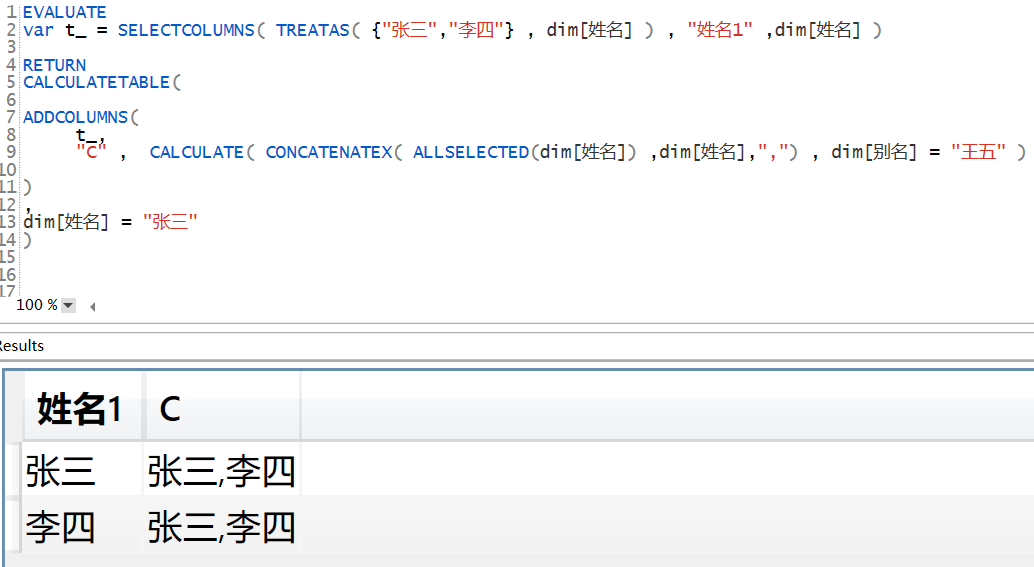 1 EVALUATE
2 var t_ = SELECTCOLUMNS( TREATAS( {"张三","李四"} , dim[姓名] ) , "姓名1" ,dim[姓名] )
3
4 RETURN
5 CALCULATETABLE(
6
7 ADDCOLUMNS(
8 t_,
9 "C" , CALCULATE( CONCATENATEX( ALLSELECTED(dim[姓名]) ,dim[姓名],",") , dim[别名] = "王五" )
10
11 )
12 ,
13 dim[姓名] = "张三"
14 )
15
16
17
100 %
Results
姓名1 C
张三 张三,李四
李四 张三,李四